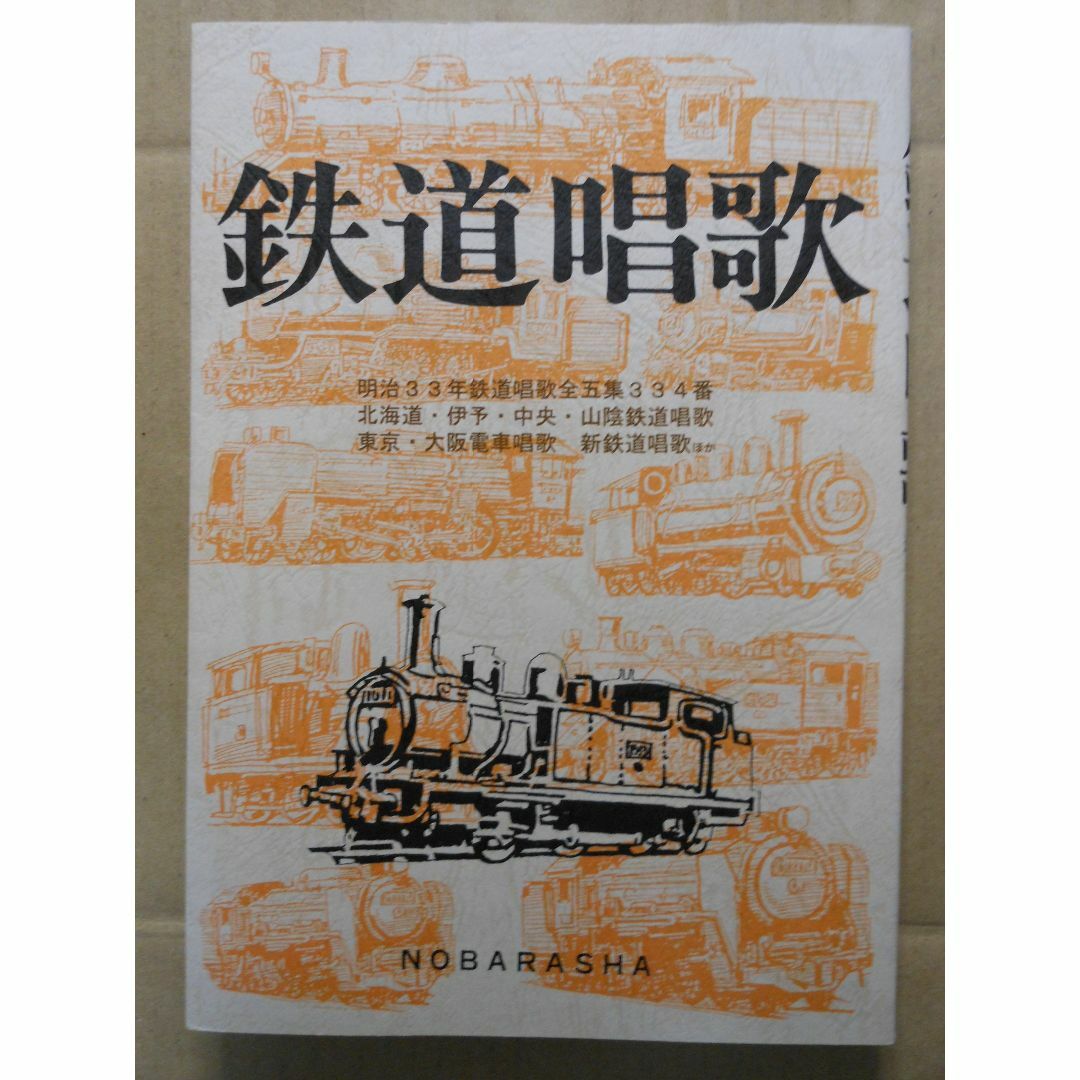 鉄道唱歌
明治３３年鉄道唱歌全五集３３４番
北海道・伊予・中央・山陰鉄道唱歌
東京・大阪電車唱歌　新鉄道唱歌ほか
NOBARASHA